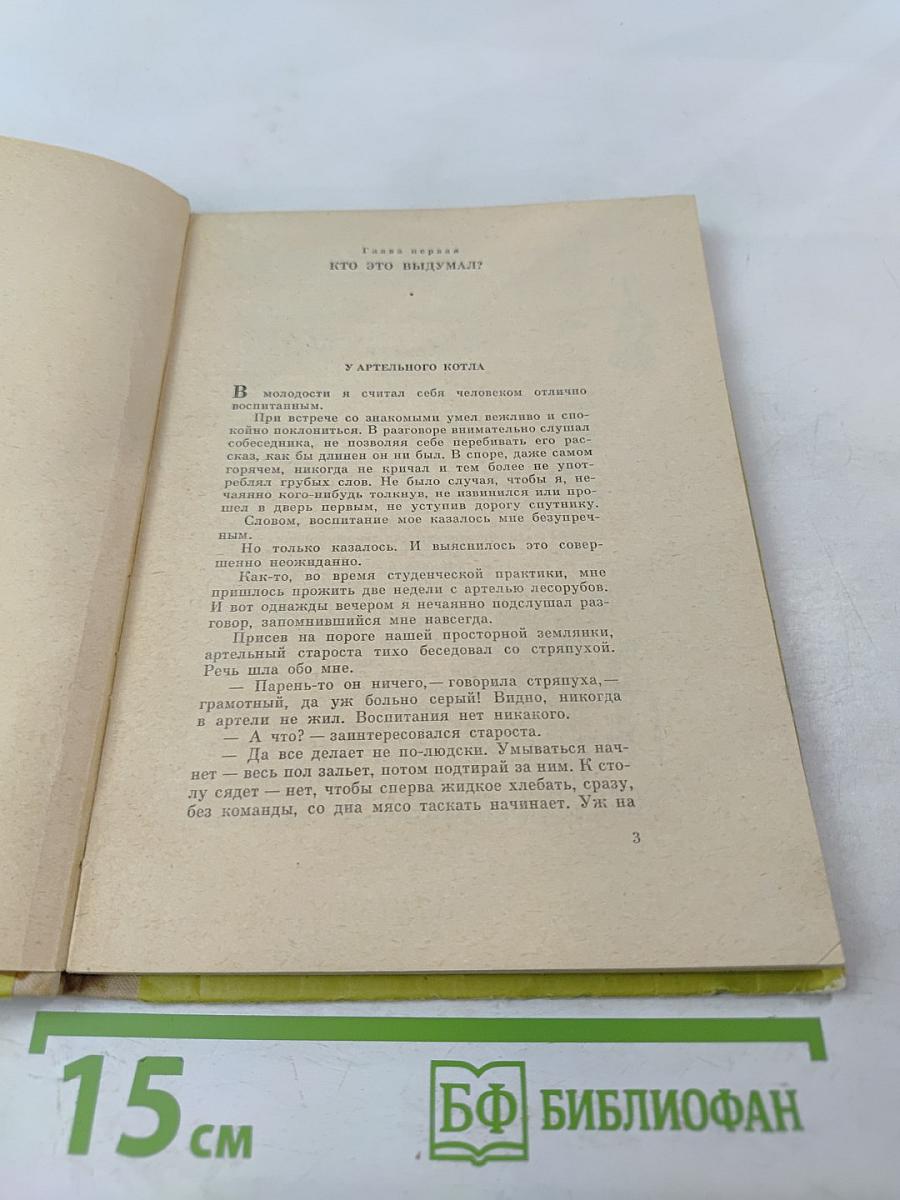 Глава первая
КТО ЭТО ВЫДУМАЛ?
У АРТЕЛЬНОГО КОТЛА
В молодости я считал себя человеком отлично
воспитанным.
При встрече со знакомыми умел вежливо и спо-
койно поклониться. В разговоре внимательно слушал
собеседника, не позволяя себе перебивать его рас-
сказ, как бы длинен он ни был. В споре, даже самом
горячем, никогда не кричал и тем более не упот-
реблял грубых слов. Не было случая, чтобы я, не-
чаянно кого-нибудь толкнув, не извинился или про-
шел в дверь первым, не уступив дорогу спутнику.
Словом, воспитание мое казалось мне безупреч-
ным.
Но только казалось. И выяснилось это совер-
шенно неожиданно.
Как-то, во время студенческой практики, мне
пришлось прожить две недели с артелью лесорубов.
И вот однажды вечером я нечаянно подслушал раз-
говор, запомнившийся мне навсегда.
Присев на пороге нашей просторной землянки,
артельный староста тихо беседовал со стряпухой.
Речь шла обо мне.
— Парень-то он ничего,— говорила стряпуха,—
грамотный, да уж больно серый! Видно, никогда
в артели не жил. Воспитания нет никакого.
— А что? — заинтересовался староста.
— Да все делает не по-людски. Умываться нач-
нет — весь пол зальет, потом подтирай за ним. К сто-
лу сядет — нет, чтобы сперва жидкое хлебать, сразу,
без команды, со дна мясо таскать начинает. Уж на
3
15 см
БФ БИБЛИОФАН